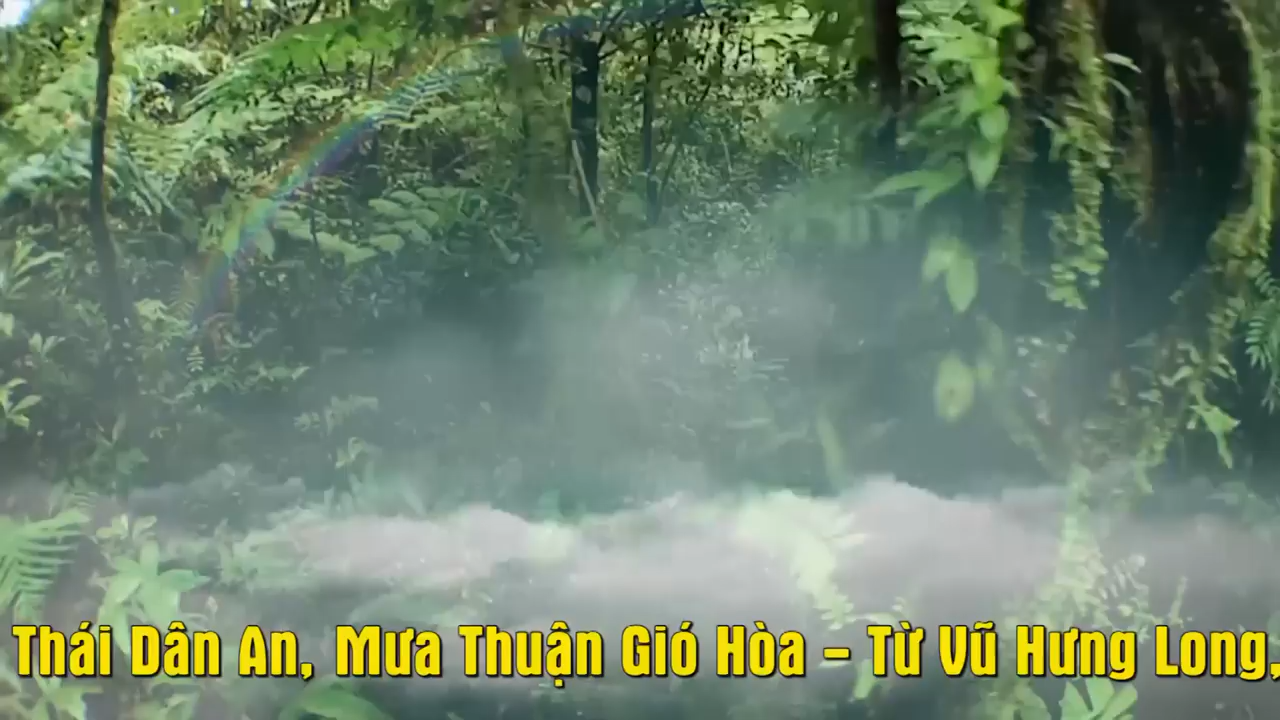 Thái Dân An, Mưa Thuận Gió Hòa - Từ Vũ Hưng Long,